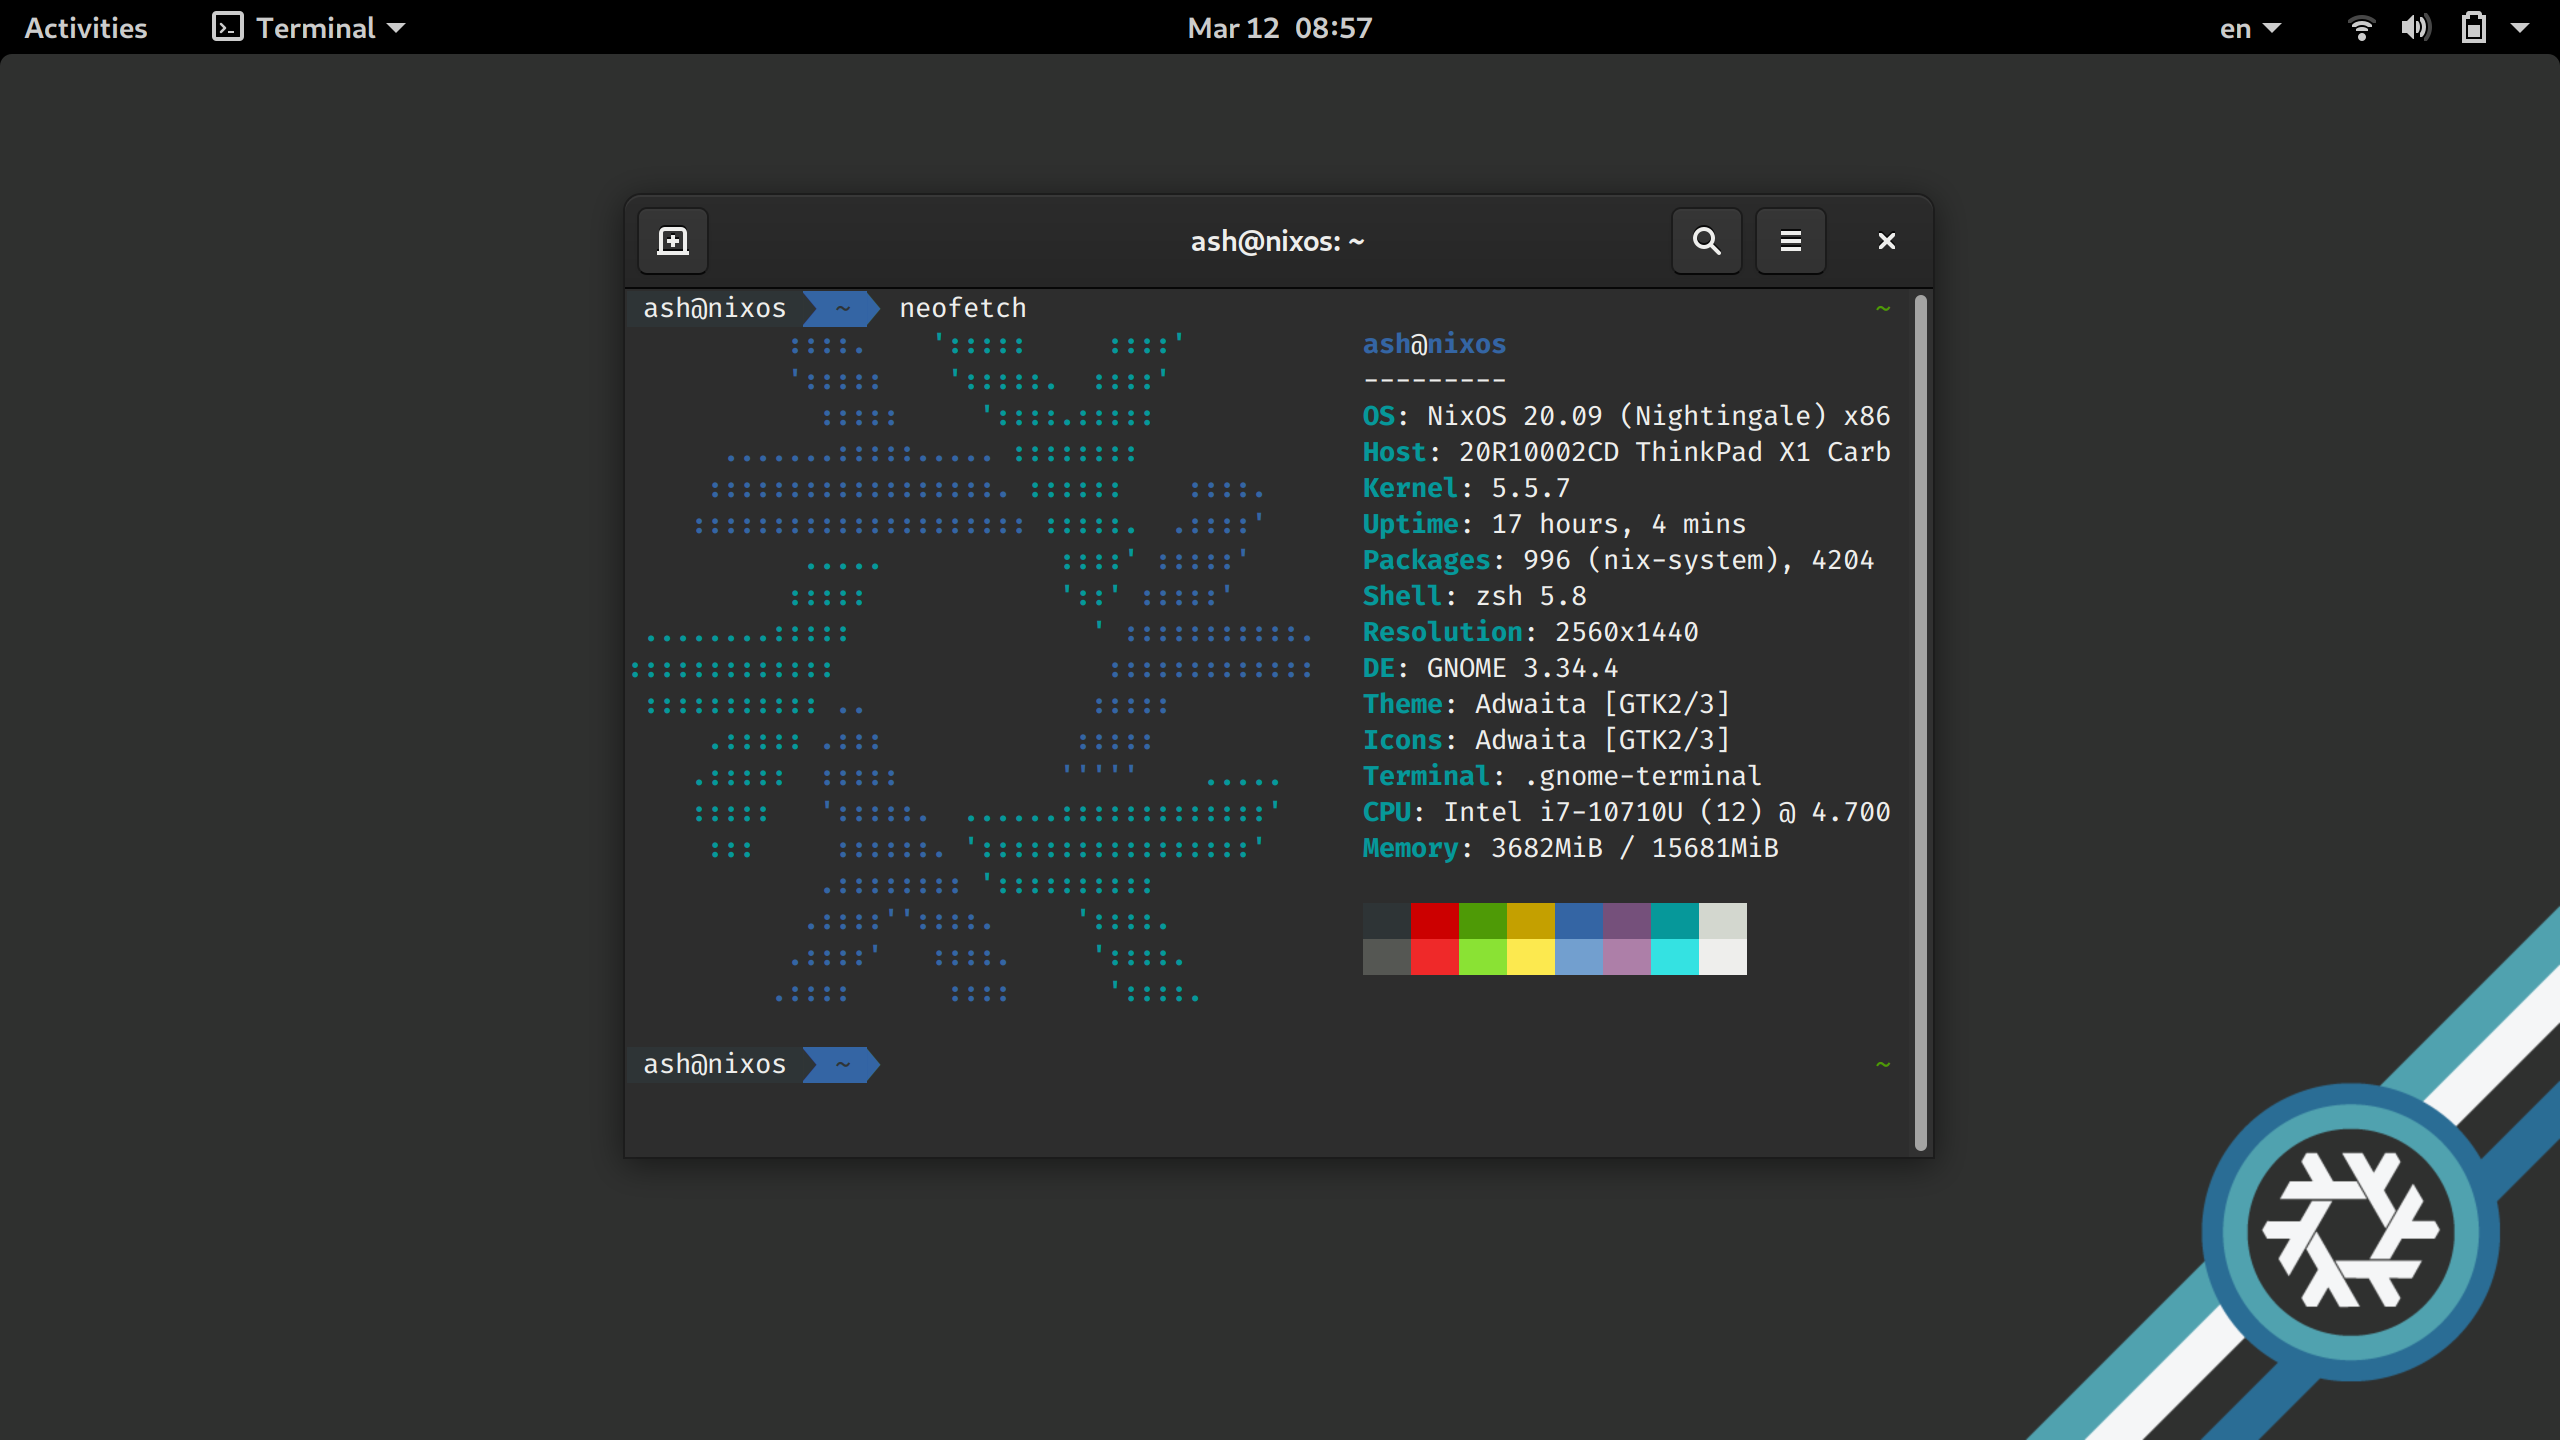 Activities Terminal Mar 12 08:57 en
ash@nixos: ~
ash@nixos ~ neofetch ~
ash@nixos
---------
OS: NixOS 20.09 (Nightingale) x86
Host: 20R10002CD ThinkPad X1 Carb
Kernel: 5.5.7
Uptime: 17 hours, 4 mins
Packages: 996 (nix-system), 4204
Shell: zsh 5.8
Resolution: 2560x1440
DE: GNOME 3.34.4
Theme: Adwaita [GTK2/3]
Icons: Adwaita [GTK2/3]
Terminal: .gnome-terminal
CPU: Intel i7-10710U (12) @ 4.700
Memory: 3682MiB / 15681MiB
ash@nixos ~ ~